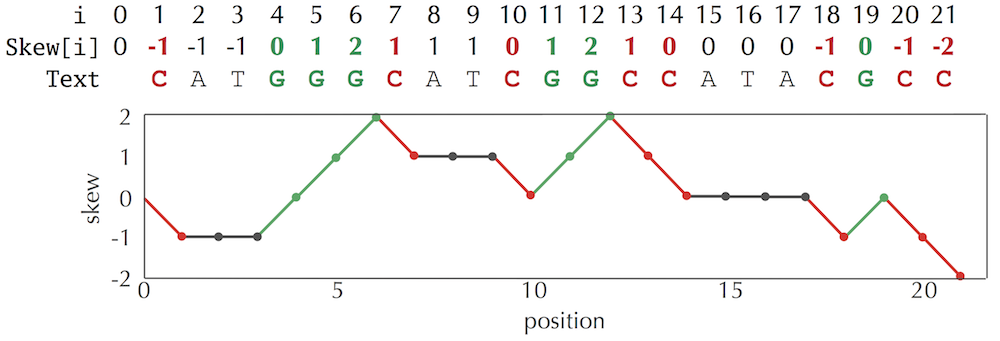 i 0 1 2 3 4 5 6 7 8 9 10 11 12 13 14 15 16 17 18 19 20 21
Skew[i] 0 -1 -1 -1 0 1 2 1 1 1 0 1 2 1 0 0 0 0 -1 0 -1 -2
Text C A T G G G C A T C G G C C A T A C G C C
2
1
0
-1
-2
skew
0 5 10 15 20
position